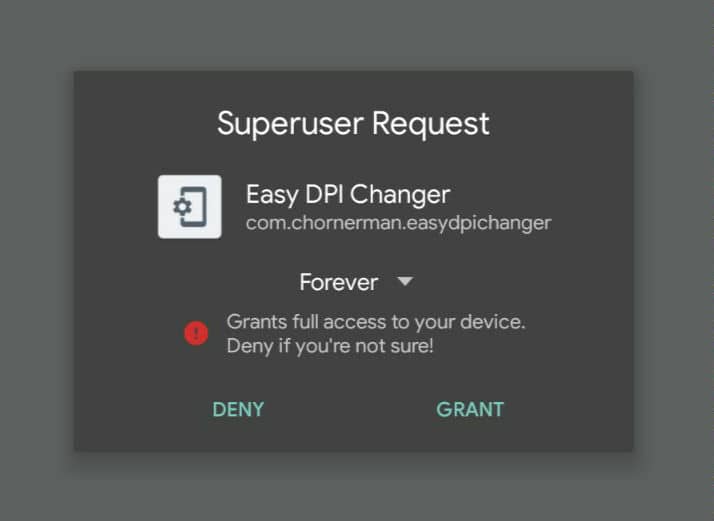 Superuser Request
Easy DPI Changer
com.chornerman.easydpichanger
Forever
Grants full access to your device.
Deny if you're not sure!
DENY GRANT